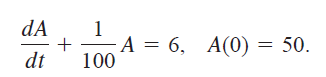 dA/dt + 1/100 A = 6, A(0) = 50.